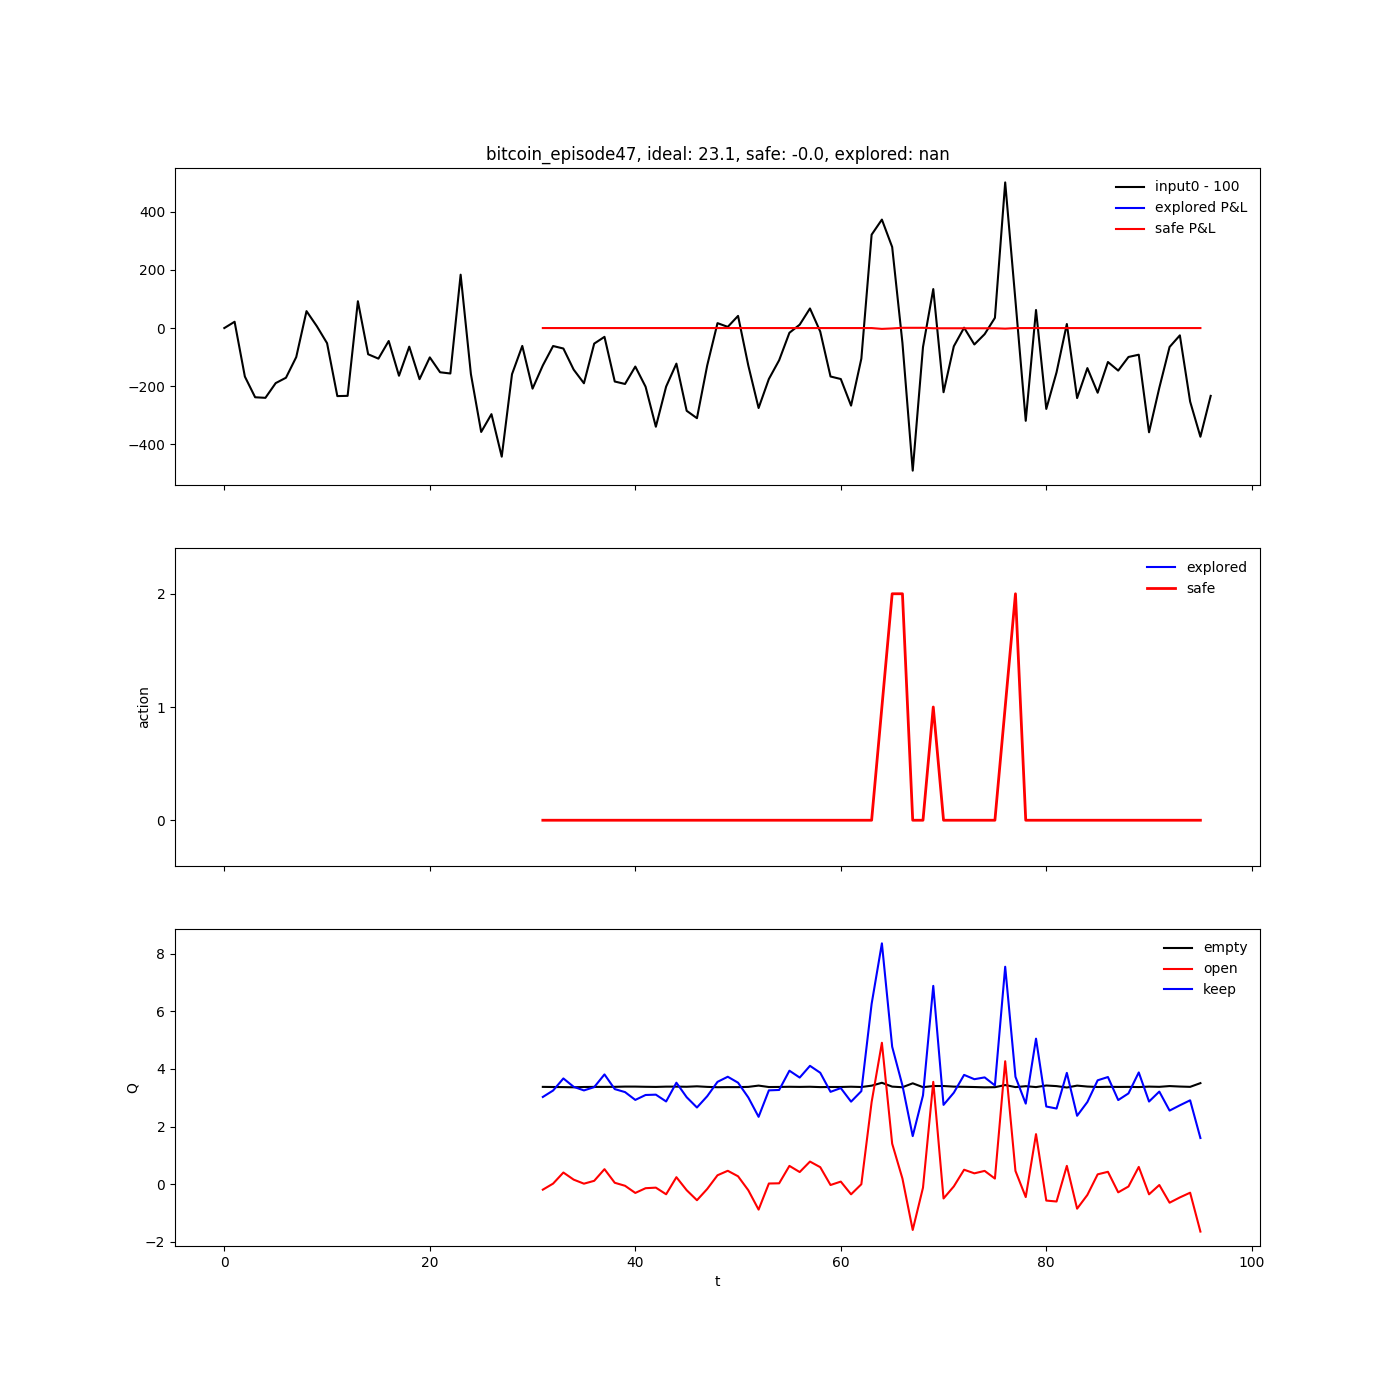 bitcoin_episode47, ideal: 23.1, safe: -0.0, explored: nan
input0 - 100
explored P&L
safe P&L
400
200
0
−200
−400
explored
safe
2
1
0
action
empty
open
keep
8
6
4
2
0
−2
Q
0 20 40 60 80 100
t